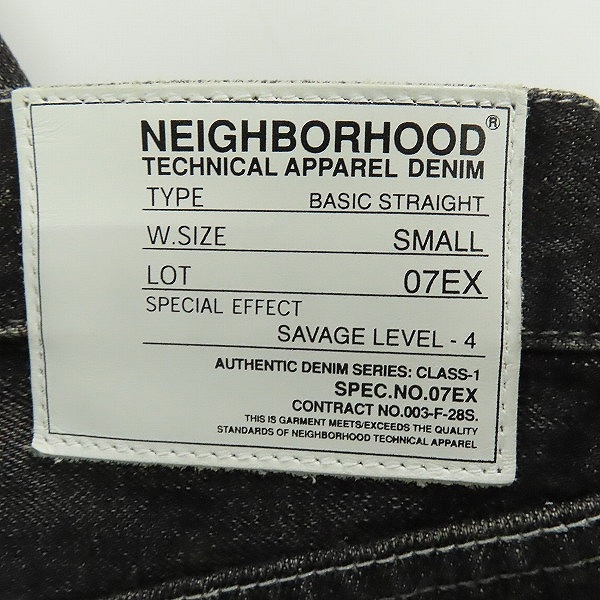 NEIGHBORHOOD®
TECHNICAL APPAREL DENIM
TYPE BASIC STRAIGHT
W.SIZE SMALL
LOT 07EX
SPECIAL EFFECT
SAVAGE LEVEL - 4
AUTHENTIC DENIM SERIES: CLASS-1
SPEC.NO.07EX
CONTRACT NO.003-F-28S.
THIS IS GARMENT MEETS/EXCEEDS THE QUALITY
STANDARDS OF NEIGHBORHOOD TECHNICAL APPAREL